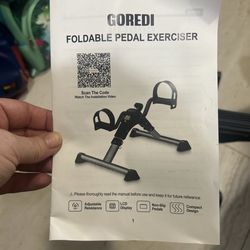 GOREDI
FOLDABLE PEDAL EXERCISER
Scan The Code
Watch The Installation Video
⚠ Please thoroughly read the manual before use and keep it for future reference.
Adjustable Resistance
LCD Display
Non-Slip Pedals
Compact Design
1